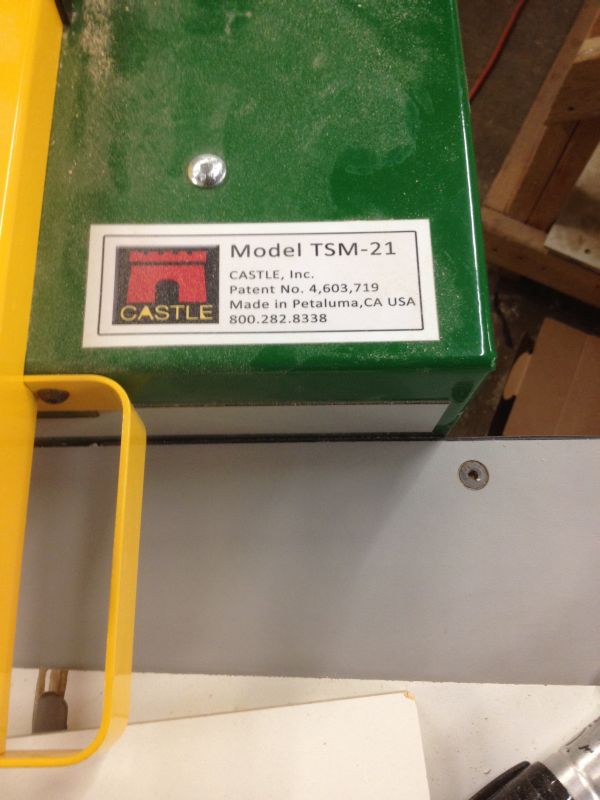 Model TSM-21
CASTLE, Inc.
Patent No. 4,603,719
Made in Petaluma,CA USA
800.282.8338
CASTLE